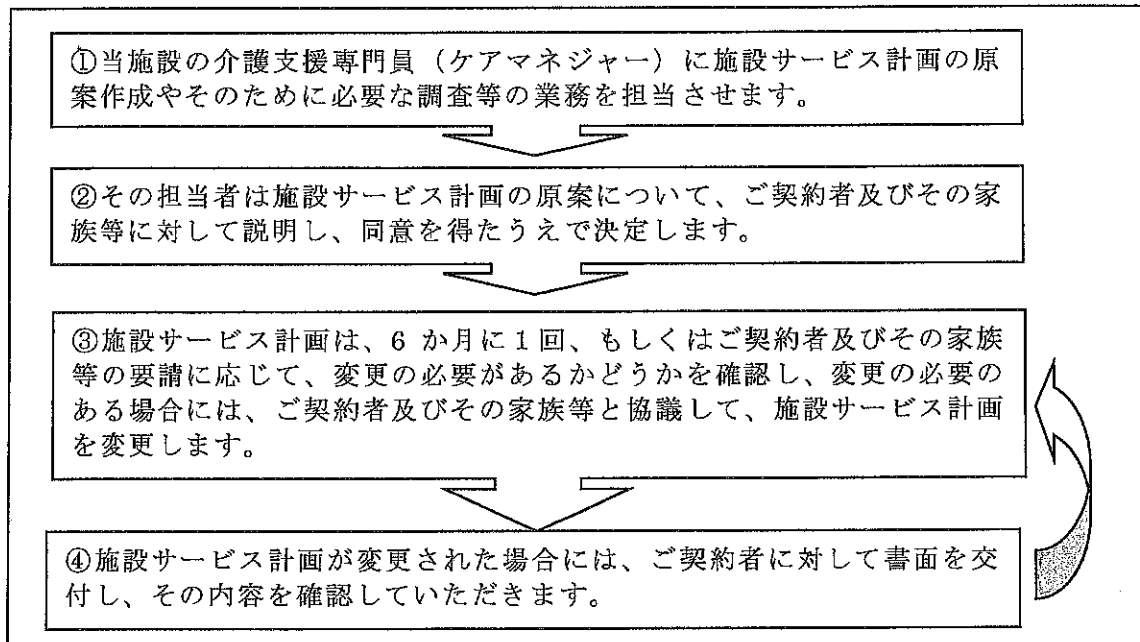 ①当施設の介護支援専門員（ケアマネジャー）に施設サービス計画の原
案作成やそのために必要な調査等の業務を担当させます。
②その担当者は施設サービス計画の原案について、ご契約者及びその家
族等に対して説明し、同意を得たうえで決定します。
③施設サービス計画は、6 か月に1回、もしくはご契約者及びその家族
等の要請に応じて、変更の必要があるかどうかを確認し、変更の必要の
ある場合には、ご契約者及びその家族等と協議して、施設サービス計画
を変更します。
④施設サービス計画が変更された場合には、ご契約者に対して書面を交
付し、その内容を確認していただきます。